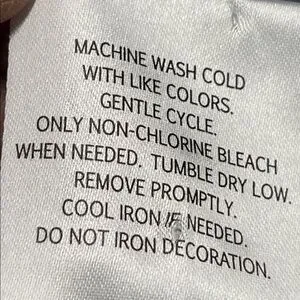 MACHINE WASH COLD
WITH LIKE COLORS.
GENTLE CYCLE.
ONLY NON-CHLORINE BLEACH
WHEN NEEDED. TUMBLE DRY LOW.
REMOVE PROMPTLY.
COOL IRON IF NEEDED.
DO NOT IRON DECORATION.